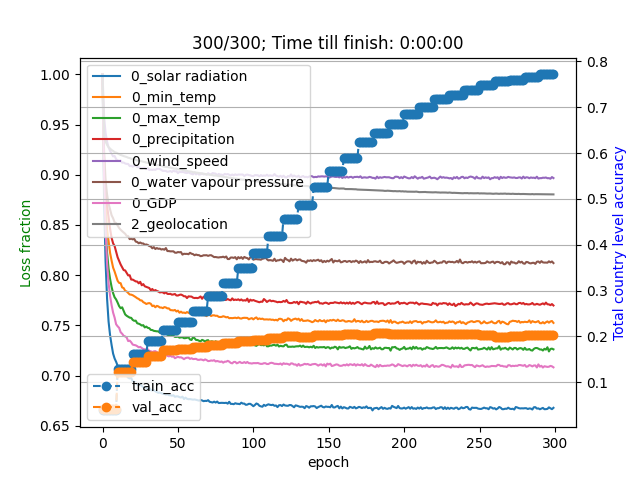 300/300; Time till finish: 0:00:00
Loss fraction
1.00
0.95
0.90
0.85
0.80
0.75
0.70
0.65
0_solar radiation
0_min_temp
0_max_temp
0_precipitation
0_wind_speed
0_water vapour pressure
0_GDP
2_geolocation
train_acc
val_acc
0.8
0.7
0.6
0.5
0.4
0.3
0.2
0.1
Total country level accuracy
0 50 100 150 200 250 300
epoch